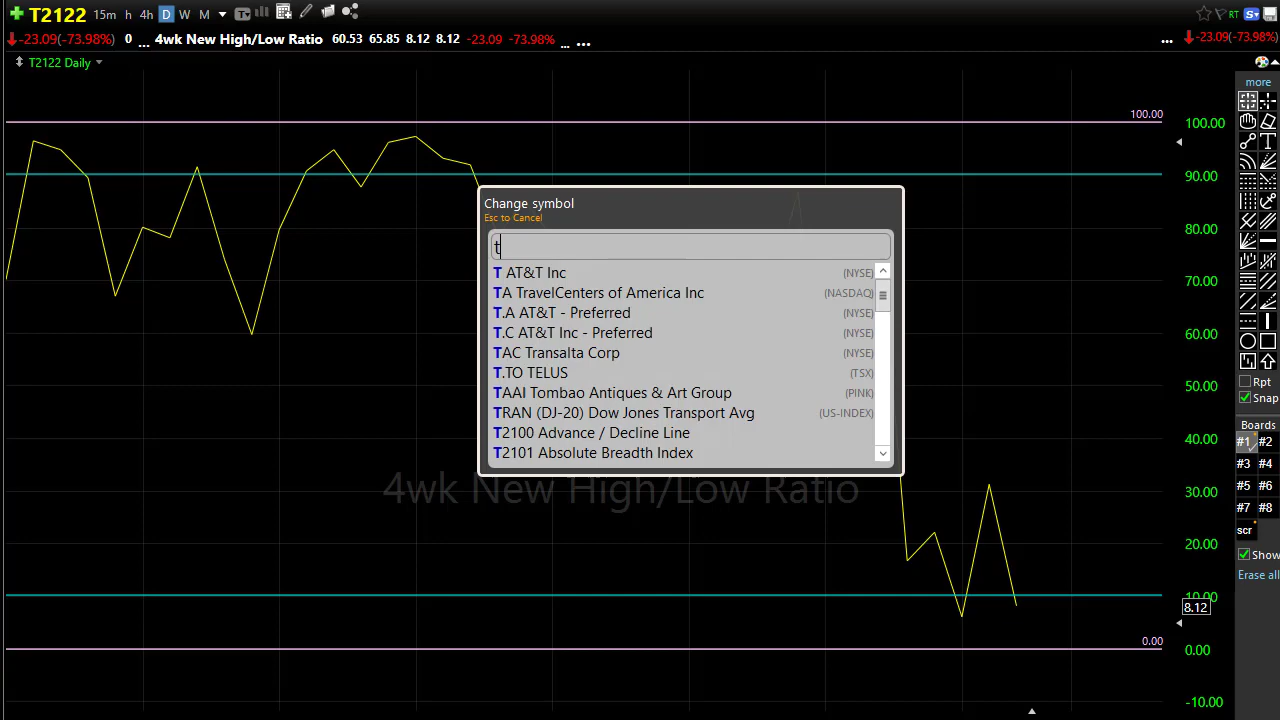 T2122 15m h 4h D W M T RT S
-23.09(-73.98%) 0 ... 4wk New High/Low Ratio 60.53 65.85 8.12 8.12 -23.09 -73.98% ... ... ... -23.09(-73.98%)
T2122 Daily
more
100.00
100.00
90.00
80.00
70.00
60.00
50.00
40.00
30.00
20.00
10.00
8.12
0.00
0.00
-10.00
Change symbol
Esc to Cancel
t
T AT&T Inc (NYSE)
TA TravelCenters of America Inc (NASDAQ)
T.A AT&T - Preferred (NYSE)
T.C AT&T Inc - Preferred (NYSE)
TAC Transalta Corp (NYSE)
T.TO TELUS (TSX)
TAAI Tombao Antiques & Art Group (PINK)
TRAN (DJ-20) Dow Jones Transport Avg (US-INDEX)
T2100 Advance / Decline Line
T2101 Absolute Breadth Index
4wk New High/Low Ratio
T
Rpt
Snap
Boards
#1 #2
#3 #4
#5 #6
#7 #8
scr
Show
Erase all